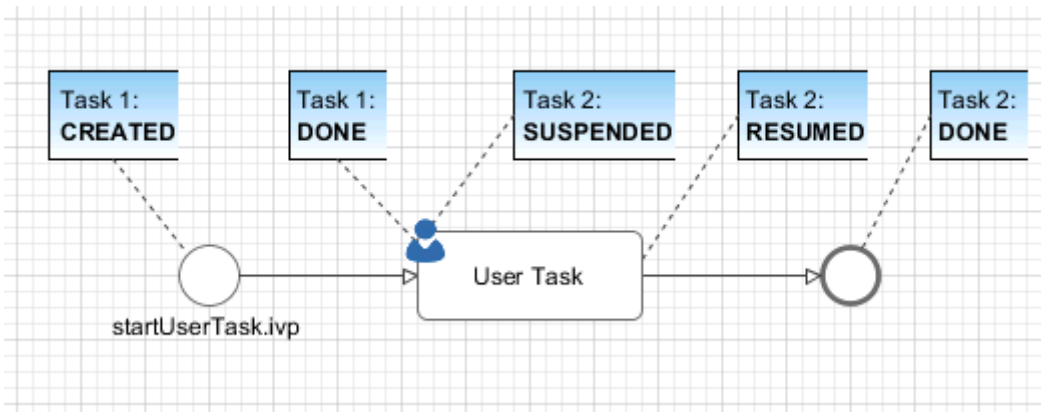 Task 1:
CREATED
Task 1:
DONE
Task 2:
SUSPENDED
Task 2:
RESUMED
Task 2:
DONE
User Task
startUserTask.ivp